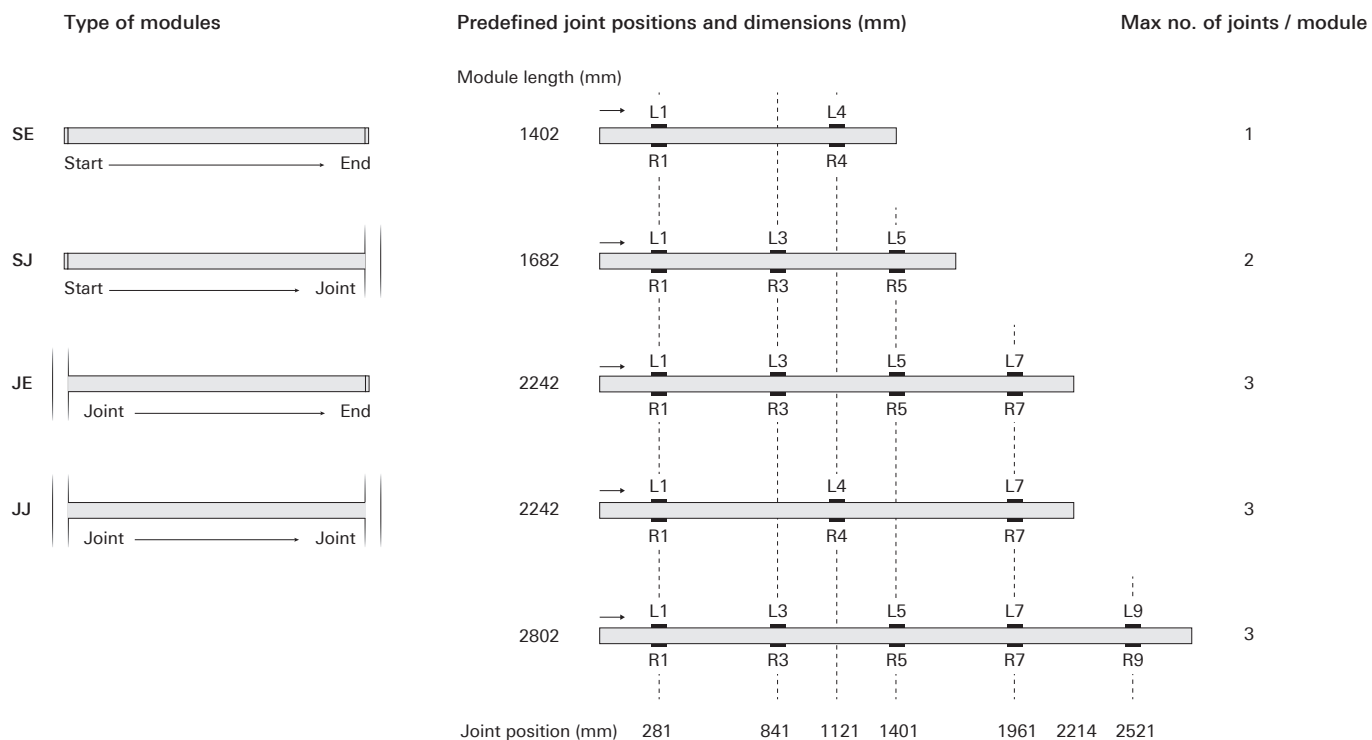 Type of modules Predefined joint positions and dimensions (mm) Max no. of joints / module
Module length (mm)
L1 L4
SE 1402 1
Start End R1 R4
L1 L3 L5
SJ 1682 2
Start Joint R1 R3 R5
L1 L3 L5 L7
JE 2242 3
Joint End R1 R3 R5 R7
L1 L4 L7
JJ 2242 3
Joint Joint R1 R4 R7
L1 L3 L5 L7 L9
2802 3
R1 R3 R5 R7 R9
Joint position (mm) 281 841 1121 1401 1961 2214 2521